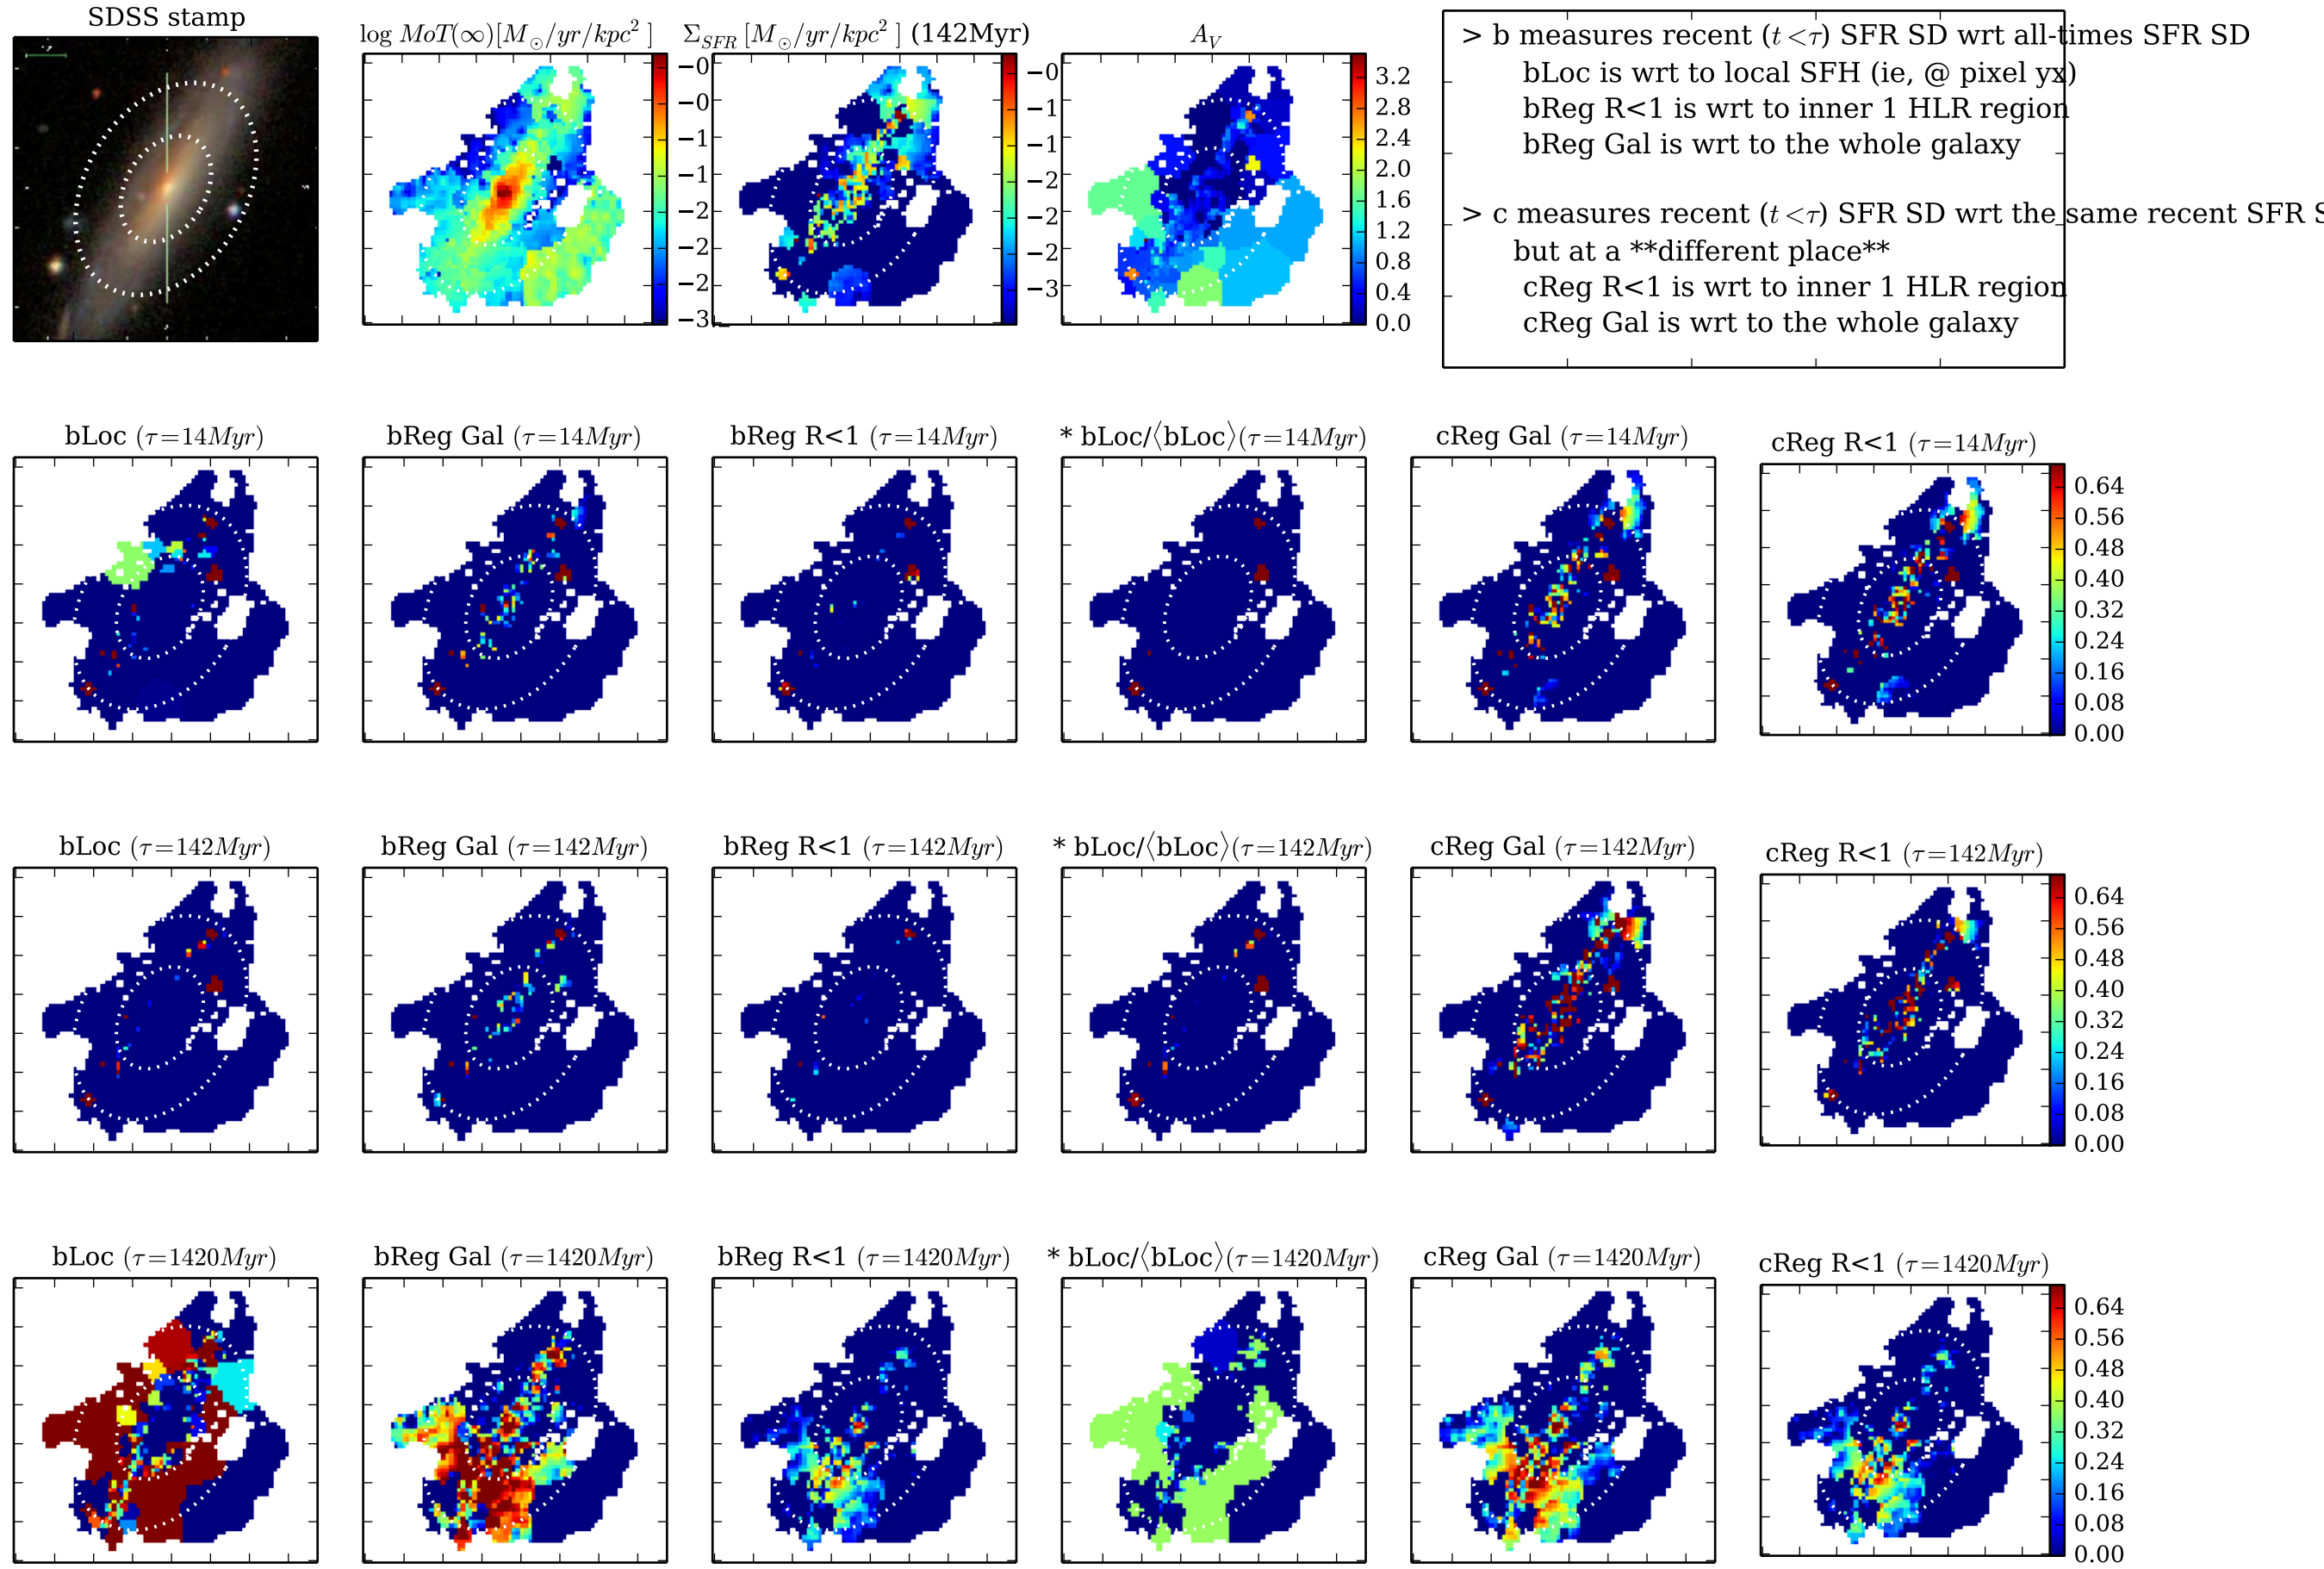 SDSS stamp
log MoT(∞)[M⊙/yr/kpc² ]
Σ_SFR [M⊙/yr/kpc² ] (142Myr)
A_V
−0
−0
−1
−1
−2
−2
−2
−3
−0
−1
−1
−2
−2
−2
−3
3.2
2.8
2.4
2.0
1.6
1.2
0.8
0.4
0.0
> b measures recent (t <τ) SFR SD wrt all-times SFR SD
bLoc is wrt to local SFH (ie, @ pixel yx)
bReg R<1 is wrt to inner 1 HLR region
bReg Gal is wrt to the whole galaxy
> c measures recent (t <τ) SFR SD wrt the same recent SFR S
but at a **different place**
cReg R<1 is wrt to inner 1 HLR region
cReg Gal is wrt to the whole galaxy
bLoc (τ=14Myr)
bReg Gal (τ=14Myr)
bReg R<1 (τ=14Myr)
* bLoc/⟨bLoc⟩(τ=14Myr)
cReg Gal (τ=14Myr)
cReg R<1 (τ=14Myr)
0.64
0.56
0.48
0.40
0.32
0.24
0.16
0.08
0.00
bLoc (τ=142Myr)
bReg Gal (τ=142Myr)
bReg R<1 (τ=142Myr)
* bLoc/⟨bLoc⟩(τ=142Myr)
cReg Gal (τ=142Myr)
cReg R<1 (τ=142Myr)
0.64
0.56
0.48
0.40
0.32
0.24
0.16
0.08
0.00
bLoc (τ=1420Myr)
bReg Gal (τ=1420Myr)
bReg R<1 (τ=1420Myr)
* bLoc/⟨bLoc⟩(τ=1420Myr)
cReg Gal (τ=1420Myr)
cReg R<1 (τ=1420Myr)
0.64
0.56
0.48
0.40
0.32
0.24
0.16
0.08
0.00